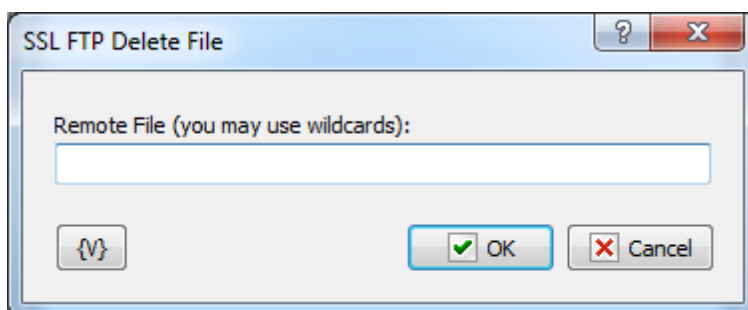 SSL FTP Delete File
?
X
Remote File (you may use wildcards):
{V}
OK
Cancel